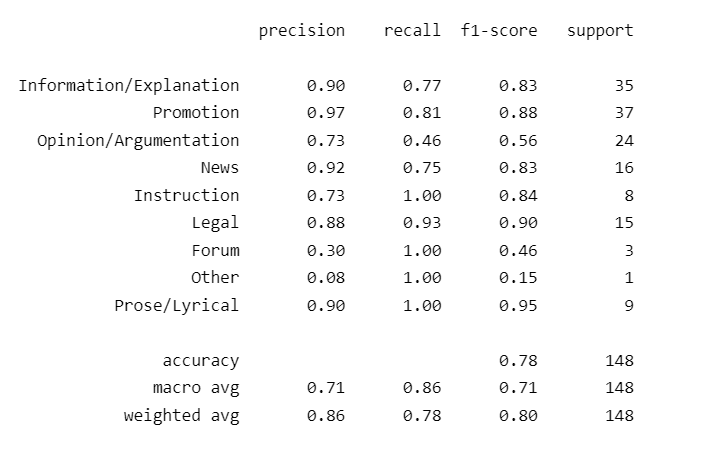 precision recall f1-score support
Information/Explanation 0.90 0.77 0.83 35
Promotion 0.97 0.81 0.88 37
Opinion/Argumentation 0.73 0.46 0.56 24
News 0.92 0.75 0.83 16
Instruction 0.73 1.00 0.84 8
Legal 0.88 0.93 0.90 15
Forum 0.30 1.00 0.46 3
Other 0.08 1.00 0.15 1
Prose/Lyrical 0.90 1.00 0.95 9
accuracy 0.78 148
macro avg 0.71 0.86 0.71 148
weighted avg 0.86 0.78 0.80 148